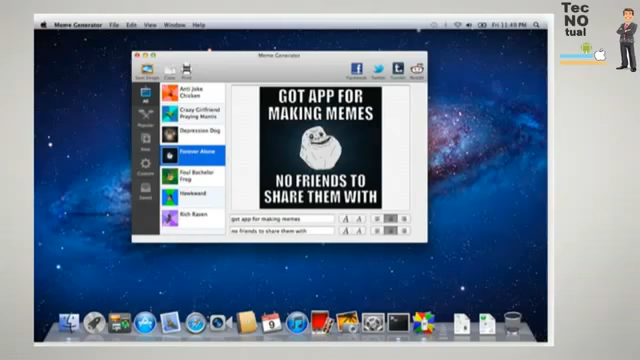 Meme Generator File Edit View Window Help
Fri 11:49 PM
Tec
NO
tual
Meme Generator
Save Image
Print
Facebook
Twitter
Tumblr
Reddit
All
Popular
New
Custom
Saved
Anti Joke
Chicken
Crazy Girlfriend
Praying Mantis
Depression Dog
Forever Alone
Foul Bachelor
Frog
Hawkward
Rich Raven
GOT APP FOR
MAKING MEMES
NO FRIENDS TO
SHARE THEM WITH
got app for making memes
A A
no friends to share them with
A A
9